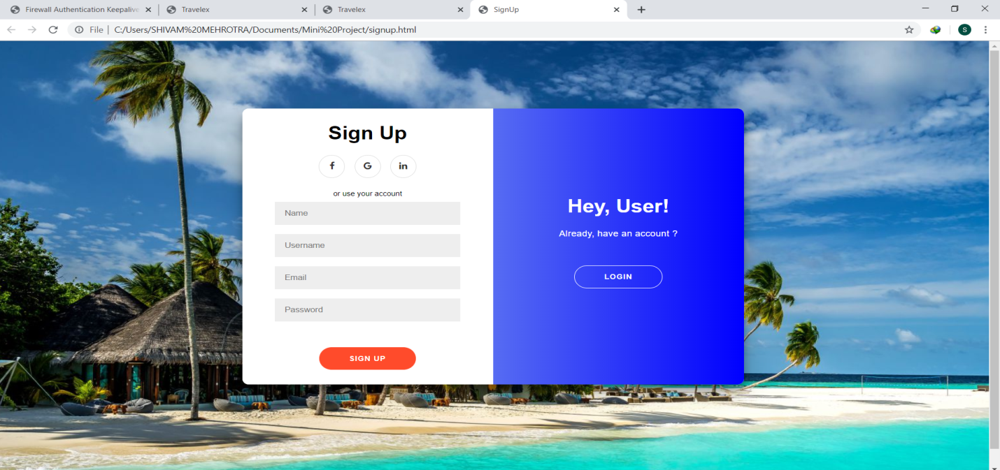 Firewall Authentication Keepalive
Travelex
Travelex
SignUp
File | C:/Users/SHIVAM%20MEHROTRA/Documents/Mini%20Project/signup.html
S
Sign Up
f G in
or use your account
Name
Username
Email
Password
SIGN UP
Hey, User!
Already, have an account ?
LOGIN